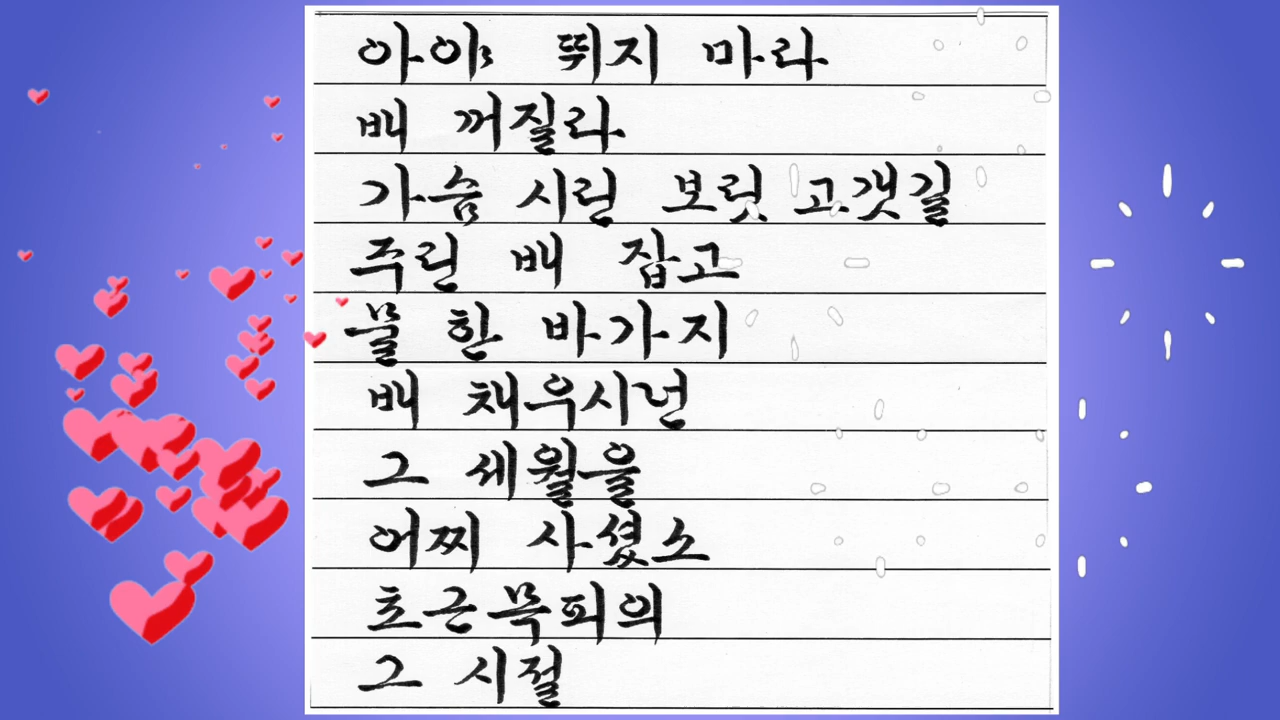 아야 뛰지 마라
배 꺼질라
가슴 시린 보릿 고갯길
주린 배 잡고
물 한 바가지
배 채우시던
그 세월을
어찌 사셨소
초근목피의
그 시절